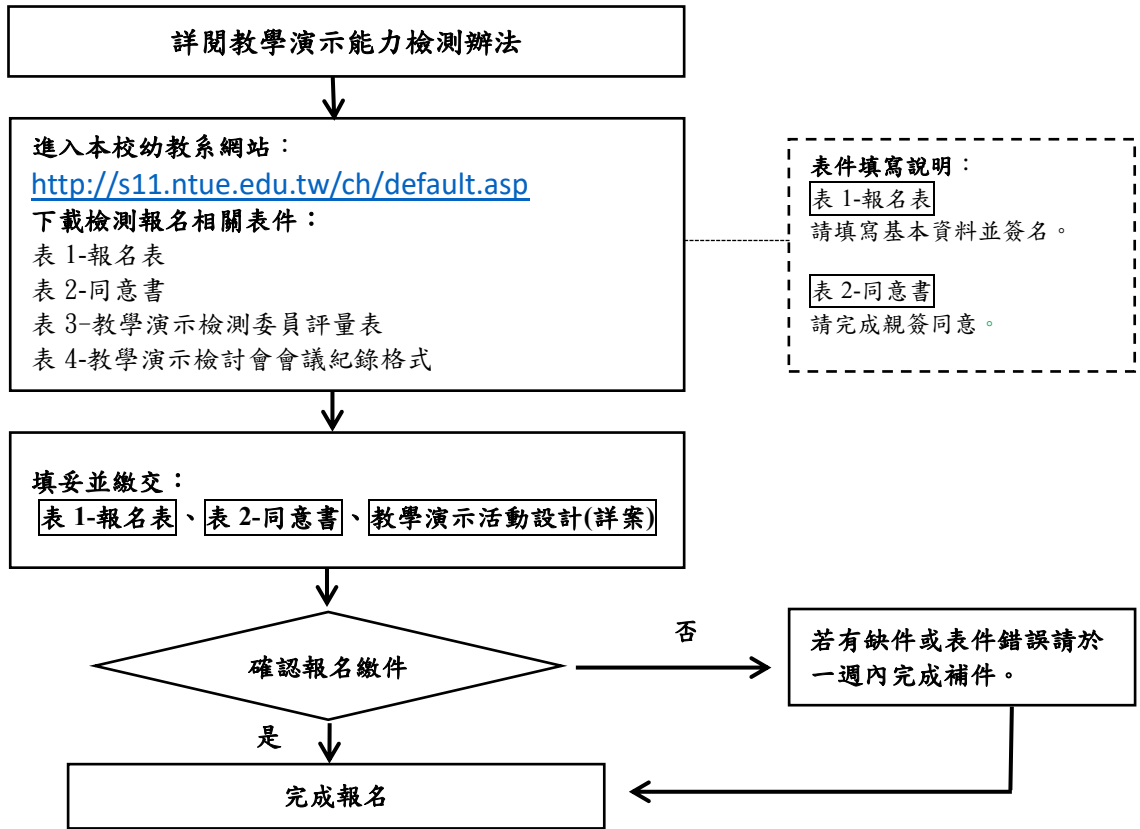 詳閱教學演示能力檢測辦法
進入本校幼教系網站：
http://s11.ntue.edu.tw/ch/default.asp
下載檢測報名相關表件：
表 1-報名表
表 2-同意書
表 3-教學演示檢測委員評量表
表 4-教學演示檢討會會議紀錄格式
表件填寫說明：
表 1-報名表
請填寫基本資料並簽名。
表 2-同意書
請完成親簽同意。
填妥並繳交：
表 1-報名表、表 2-同意書、教學演示活動設計(詳案)
確認報名繳件
否
若有缺件或表件錯誤請於
一週內完成補件。
是
完成報名